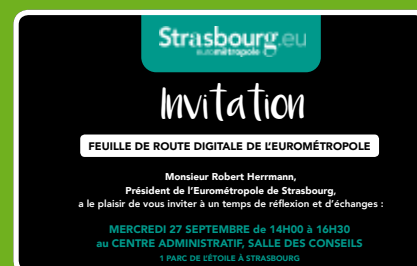 Strasbourg.eu
eurométropole
Invitation
FEUILLE DE ROUTE DIGITALE DE L'EUROMÉTROPOLE
Monsieur Robert Herrmann,
Président de l'Eurométropole de Strasbourg,
a le plaisir de vous inviter à un temps de réflexion et d'échanges :
MERCREDI 27 SEPTEMBRE de 14H00 à 16H30
au CENTRE ADMINISTRATIF, SALLE DES CONSEILS
1 PARC DE L'ÉTOILE À STRASBOURG